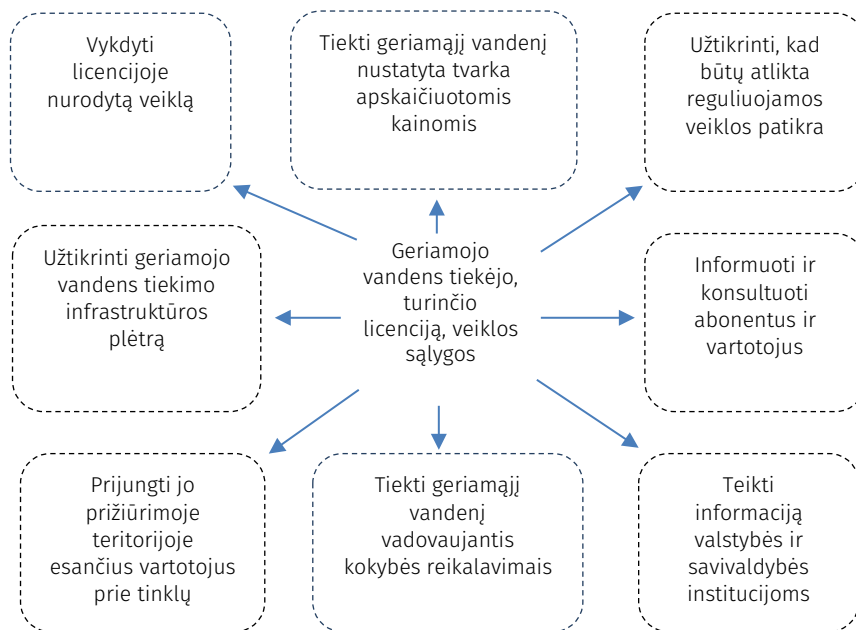 Vykdyti
licencijoje
nurodytą veiklą
Tiekti geriamąjį vandenį
nustatyta tvarka
apskaičiuotomis
kainomis
Užtikrinti, kad
būtų atlikta
reguliuojamos
veiklos patikra
Užtikrinti geriamojo
vandens tiekimo
infrastruktūros
plėtrą
Geriamojo
vandens tiekėjo,
turinčio
licenciją, veiklos
sąlygos
Informuoti ir
konsultuoti
abonentus ir
vartotojus
Prijungti jo
prižiūrimoje
teritorijoje
esančius vartotojus
prie tinklų
Tiekti geriamąjį
vandenį
vadovaujantis
kokybės reikalavimais
Teikti
informaciją
valstybės ir
savivaldybės
institucijoms